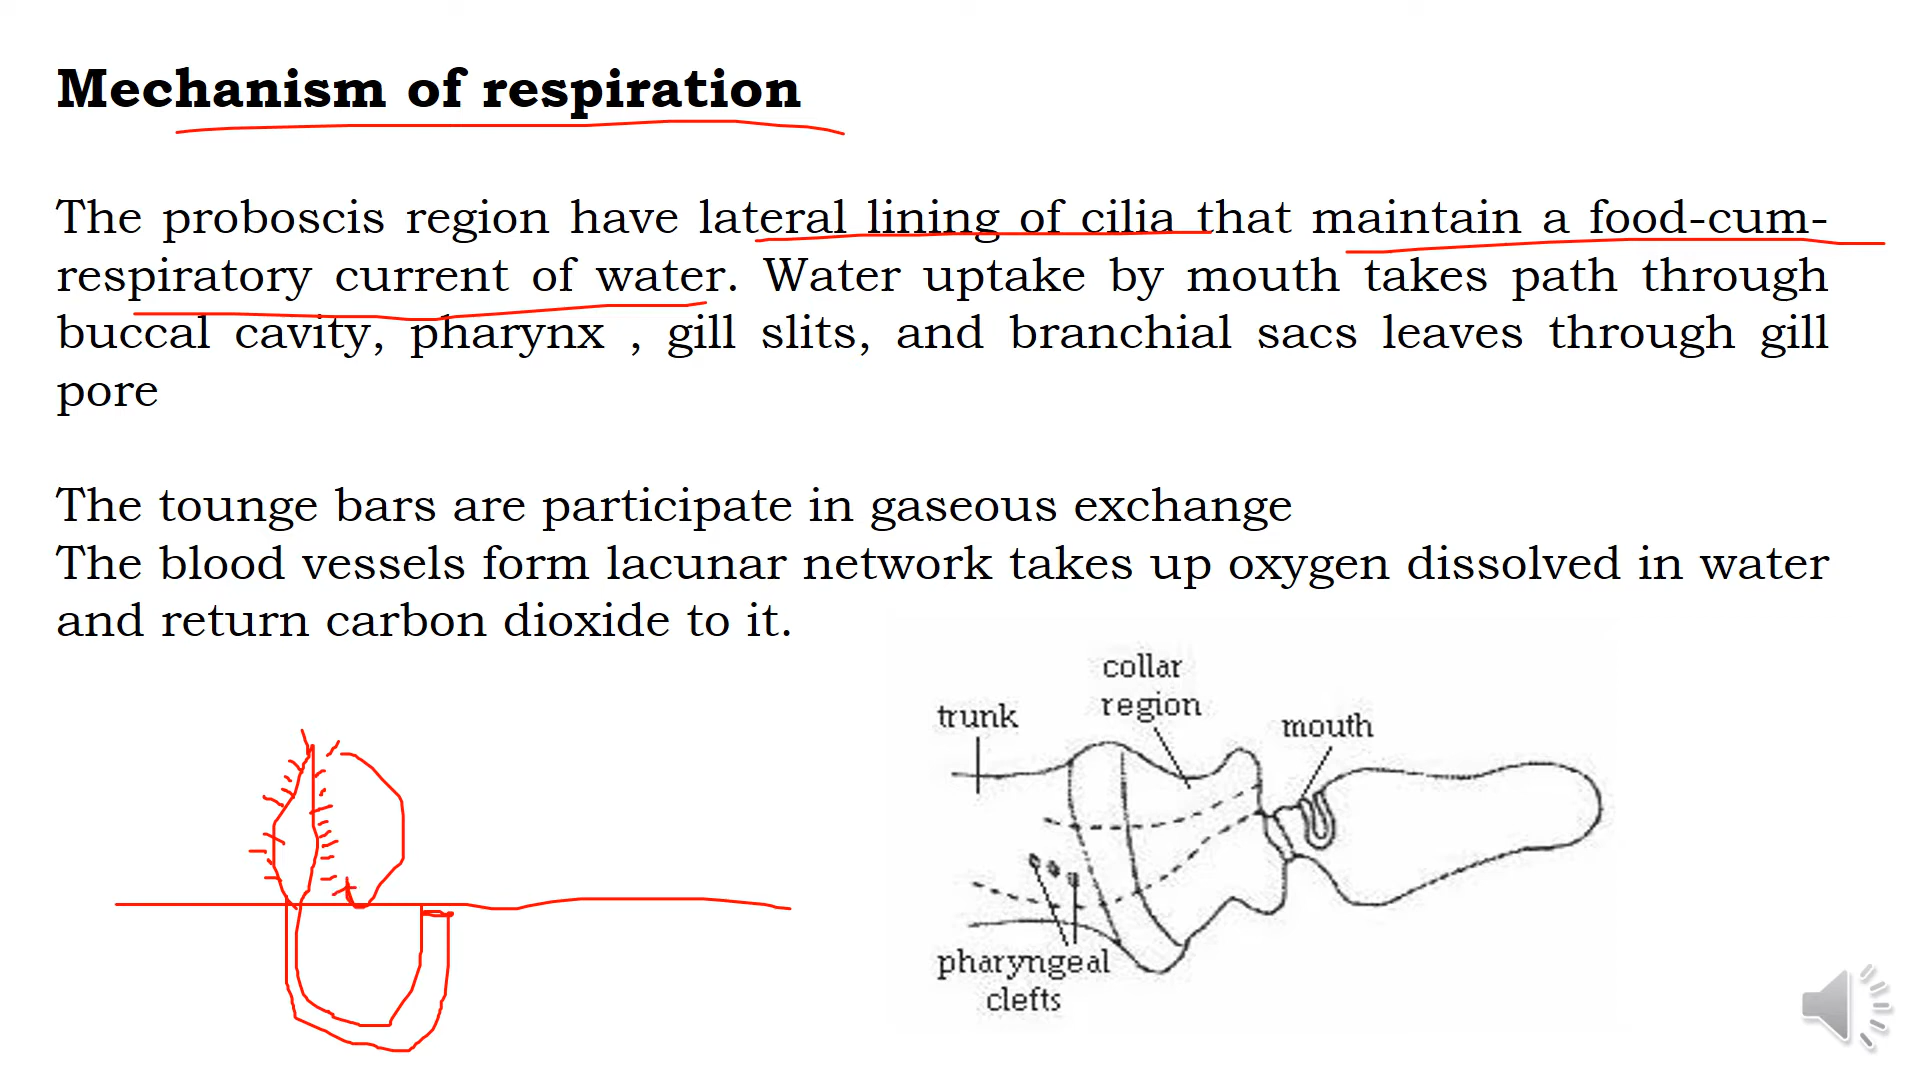 Mechanism of respiration
The proboscis region have lateral lining of cilia that maintain a food-cum-
respiratory current of water. Water uptake by mouth takes path through
buccal cavity, pharynx , gill slits, and branchial sacs leaves through gill
pore
The tounge bars are participate in gaseous exchange
The blood vessels form lacunar network takes up oxygen dissolved in water
and return carbon dioxide to it.
collar
region
trunk
mouth
pharyngeal
clefts